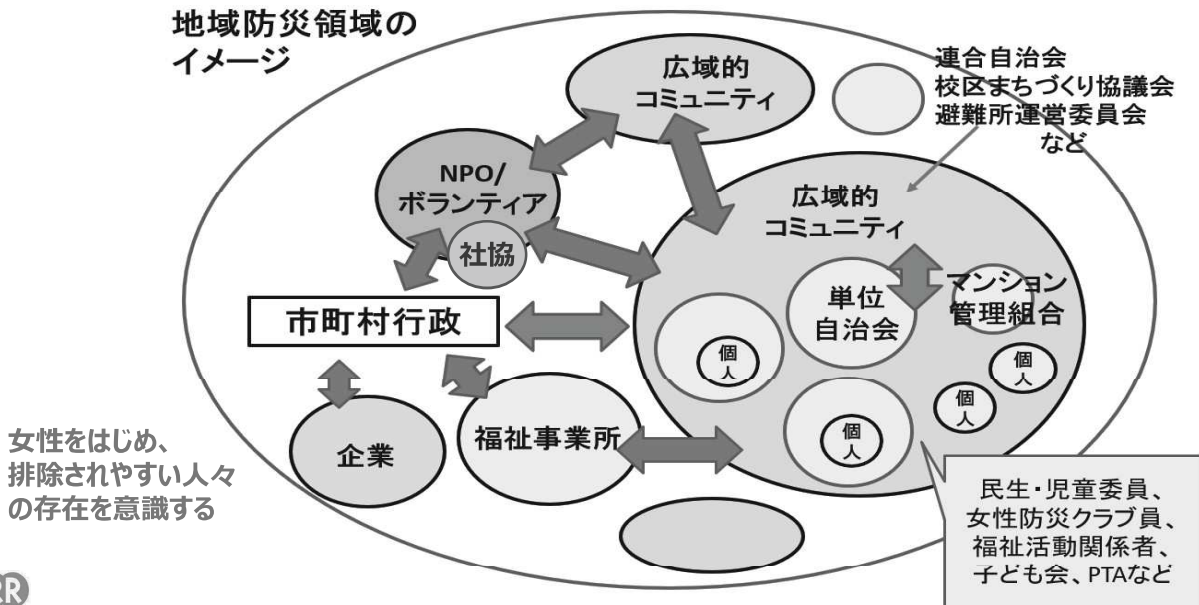 地域防災領域の
イメージ
広域的
コミュニティ
連合自治会
校区まちづくり協議会
避難所運営委員会
など
NPO/
ボランティア
社協
広域的
コミュニティ
市町村行政
単位
自治会
マンション
管理組合
個
人
個
人
個
人
個
人
企業
福祉事業所
女性をはじめ、
排除されやすい人々
の存在を意識する
民生・児童委員、
女性防災クラブ員、
福祉活動関係者、
子ども会、PTAなど